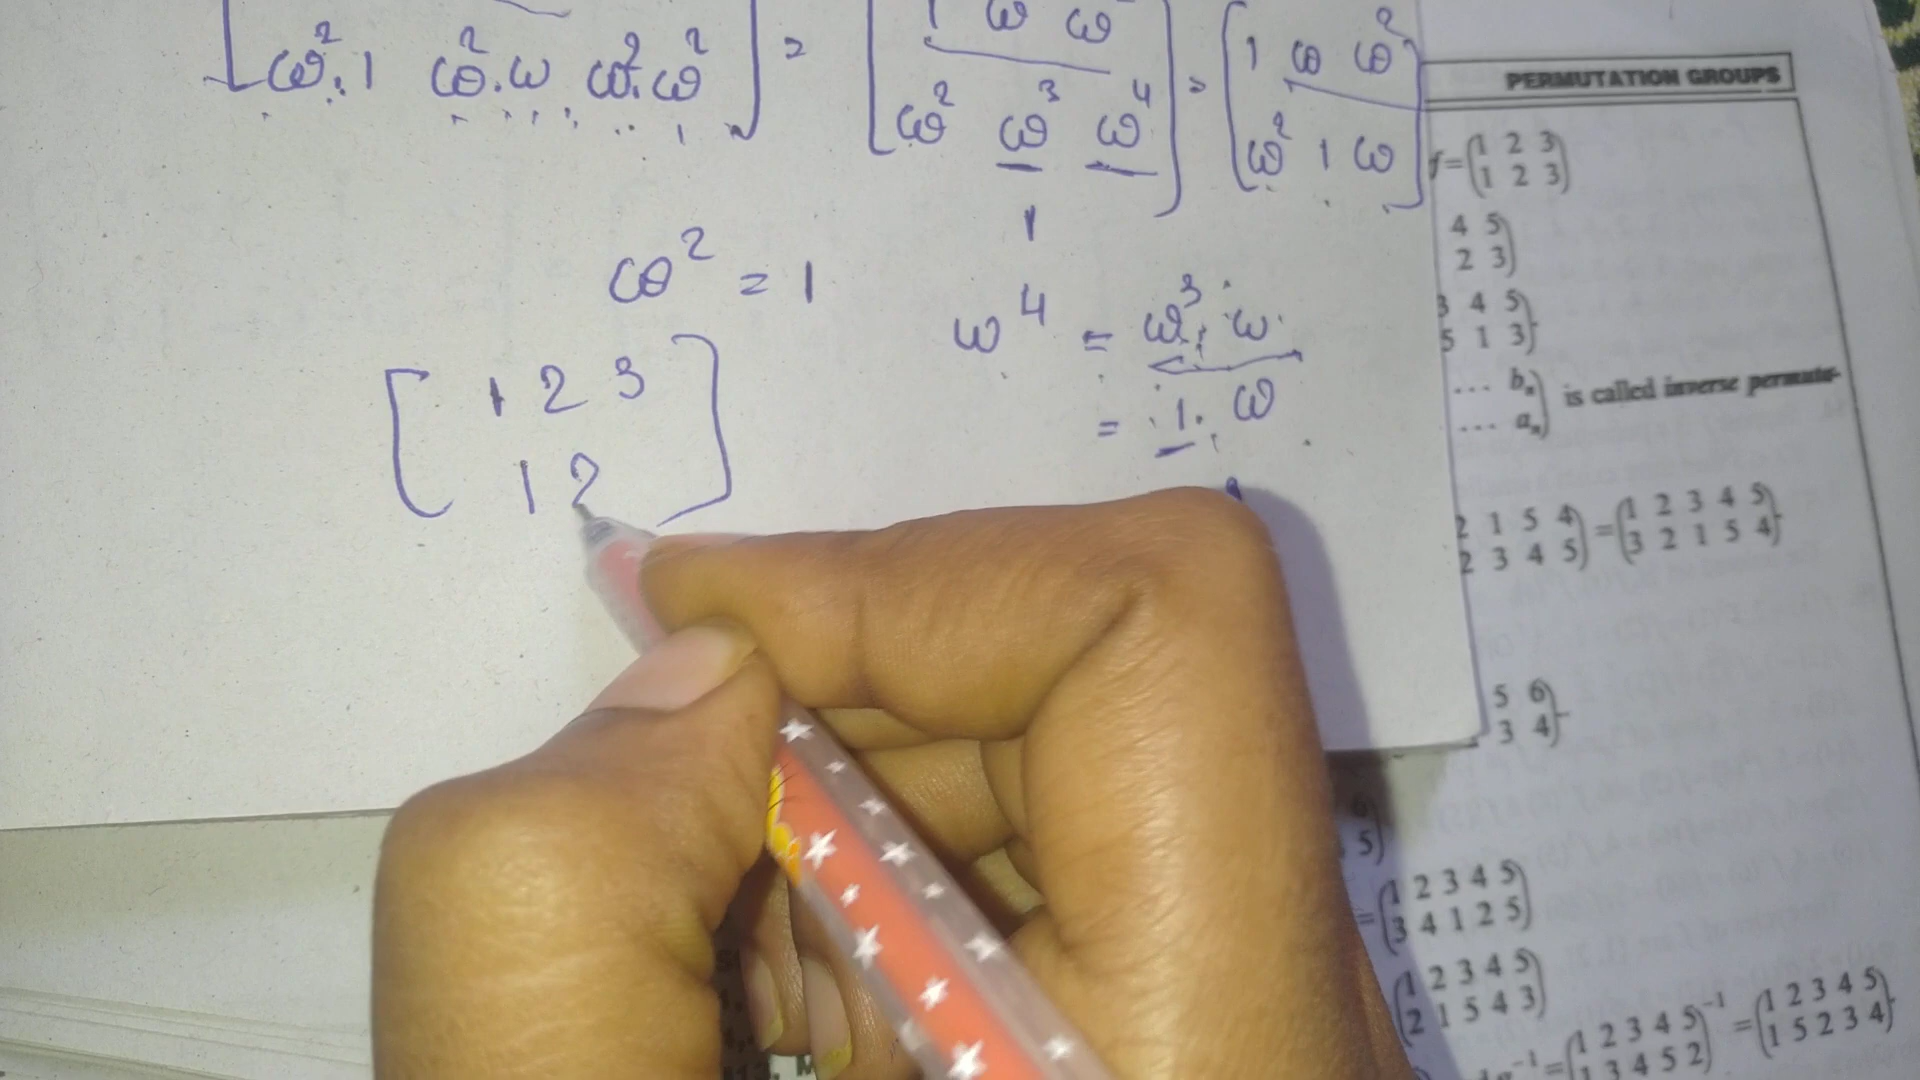 [ω².1 ω².ω ω².ω²] = [1 ω ω² = [1 ω ω²
ω² ω³ ω⁴] = ω² 1 ω]
1
ω² = 1
ω⁴ = ω³. ω
= 1. ω
[1 2 3
1 2]
PERMUTATION GROUPS
f = (1 2 3
1 2 3)
4 5
2 3)
3 4 5
5 1 3)
... bₙ
... aₙ) is called inverse permuta-
2 1 5 4
2 3 4 5) = (1 2 3 4 5
3 2 1 5 4)
5 6
3 4)
6
5)
= (1 2 3 4 5
3 4 1 2 5)
(1 2 3 4 5
2 1 5 4 3)
= (1 2 3 4 5
1 3 4 5 2)⁻¹ = (1 2 3 4 5
1 5 2 3 4)